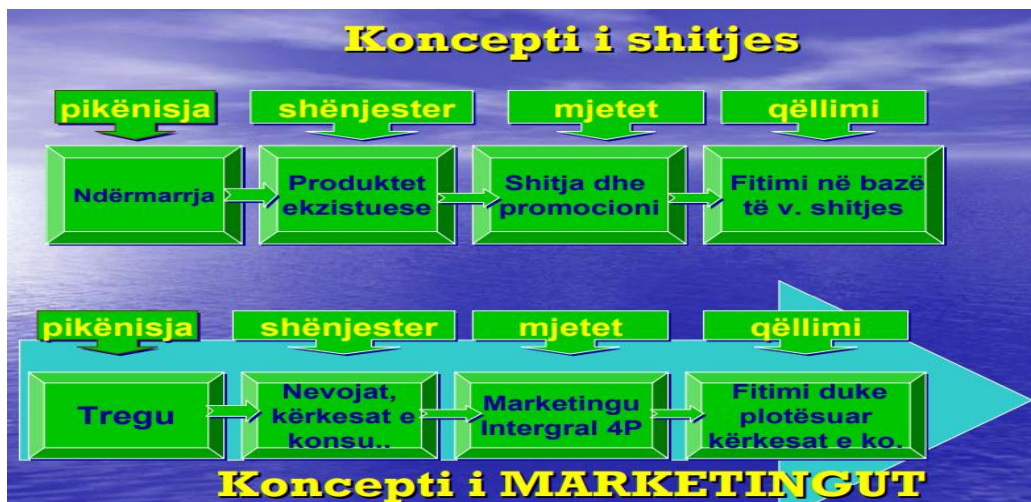 Koncepti i shitjes
pikënisja
shënjester
mjetet
qëllimi
Ndërmarrja
Produktet
ekzistuese
Shitja dhe
promocioni
Fitimi në bazë
të v. shitjes
pikënisja
shënjester
mjetet
qëllimi
Tregu
Nevojat,
kërkesat e
konsu..
Marketingu
Intergral 4P
Fitimi duke
plotësuar
kërkesat e ko.
Koncepti i MARKETINGUT